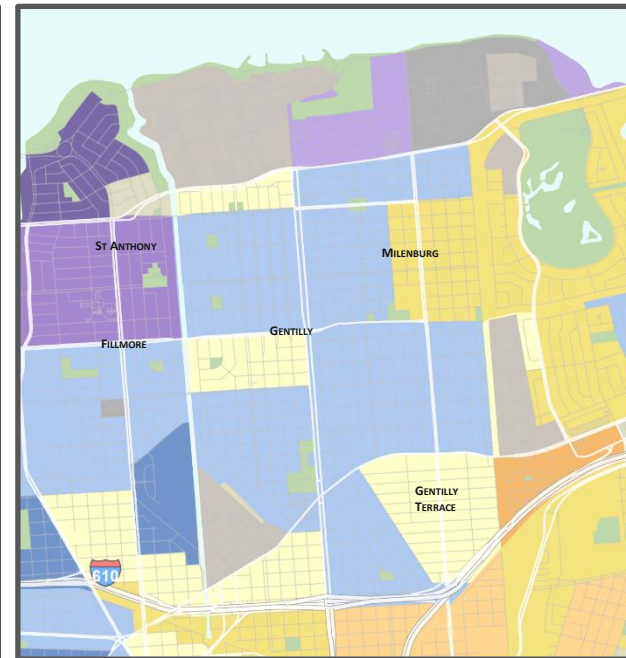 ST ANTHONY
MILENBURG
GENTILLY
FILLMORE
GENTILLY
TERRACE
610